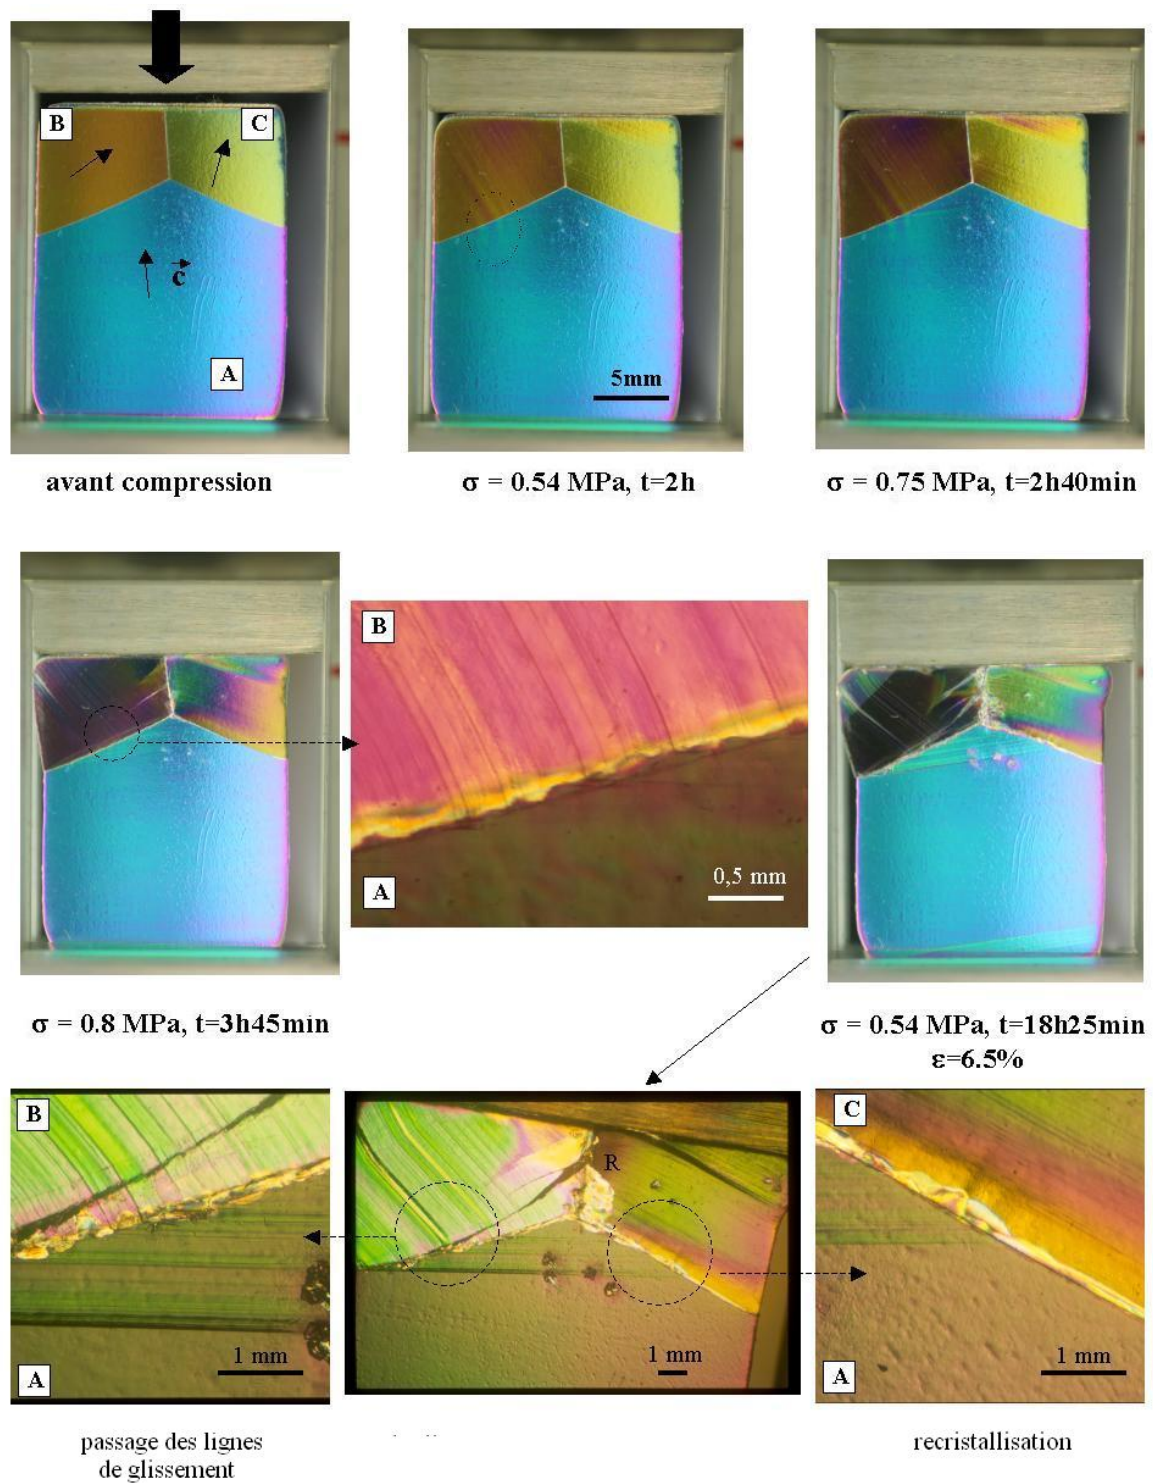 B
C
c
A
5mm
avant compression
σ = 0.54 MPa, t=2h
σ = 0.75 MPa, t=2h40min
B
A
0,5 mm
σ = 0.8 MPa, t=3h45min
σ = 0.54 MPa, t=18h25min
ε=6.5%
B
A
1 mm
R
1 mm
C
A
1 mm
passage des lignes
de glissement
recristallisation